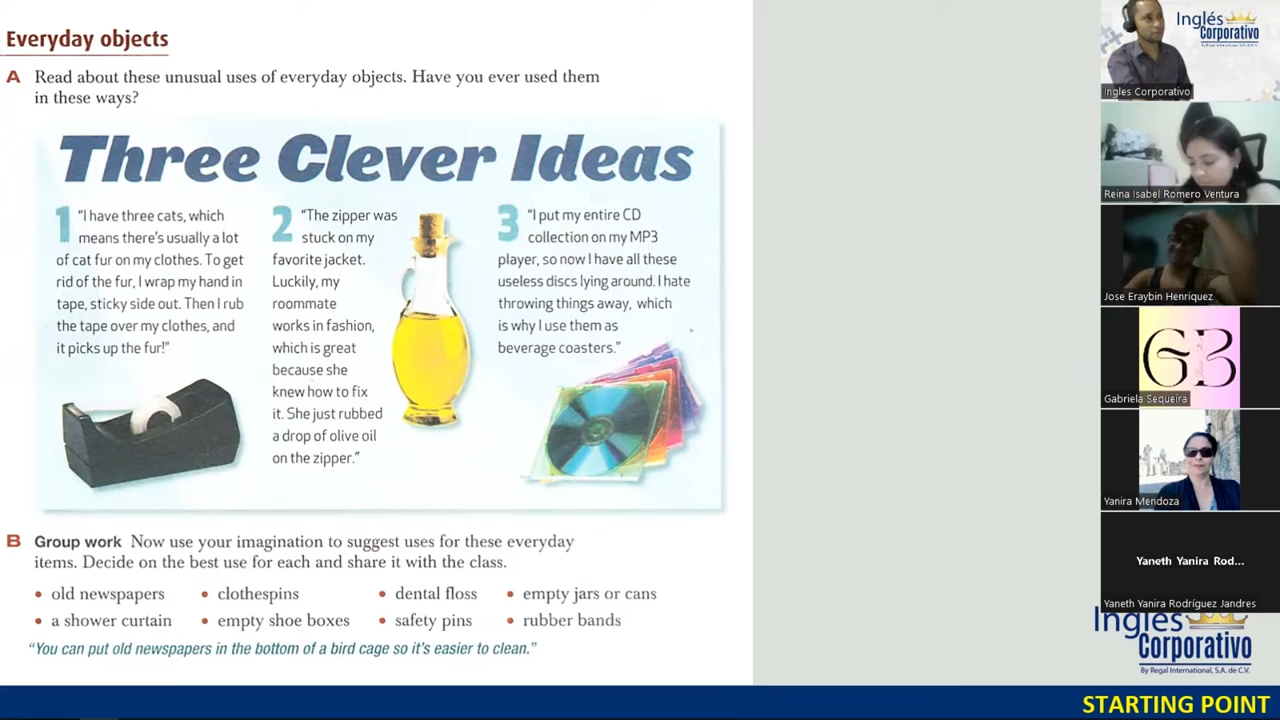 Everyday objects
A Read about these unusual uses of everyday objects. Have you ever used them
in these ways?
Three Clever Ideas
1 "I have three cats, which
means there's usually a lot
of cat fur on my clothes. To get
rid of the fur, I wrap my hand in
tape, sticky side out. Then I rub
the tape over my clothes, and
it picks up the fur!"
2 "The zipper was
stuck on my
favorite jacket.
Luckily, my
roommate
works in fashion,
which is great
because she
knew how to fix
it. She just rubbed
a drop of olive oil
on the zipper."
3 "I put my entire CD
collection on my MP3
player, so now I have all these
useless discs lying around. I hate
throwing things away, which
is why I use them as
beverage coasters."
B Group work Now use your imagination to suggest uses for these everyday
items. Decide on the best use for each and share it with the class.
• old newspapers • clothespins • dental floss • empty jars or cans
• a shower curtain • empty shoe boxes • safety pins • rubber bands
"You can put old newspapers in the bottom of a bird cage so it's easier to clean."
Inglés
Corporativo
By Regal International, S.A. de C.V.
Ingles Corporativo
Reina Isabel Romero Ventura
Jose Eraybin Henriquez
GB
Gabriela Sequeira
Yanira Mendoza
Yaneth Yanira Rod...
Yaneth Yanira Rodríguez Jandres
Inglés
Corporativo
By Regal International, S.A. de C.V.
STARTING POINT